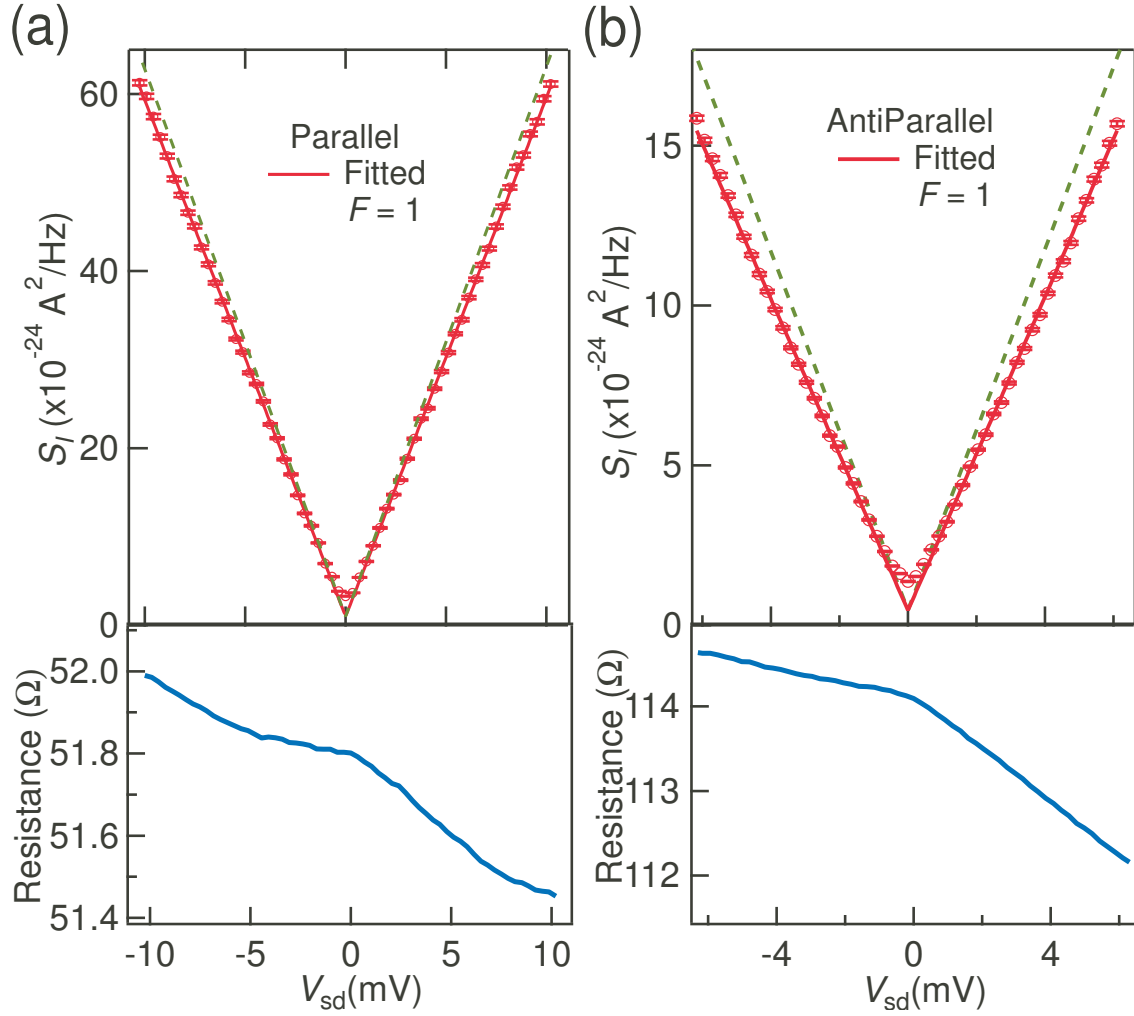 (a)
S_I (x10^-24 A^2/Hz)
60
40
20
0
Parallel
Fitted
F = 1
Resistance (Ω)
52.0
51.8
51.6
51.4
-10
-5
0
5
10
V_sd(mV)
(b)
S_I (x10^-24 A^2/Hz)
15
10
5
0
AntiParallel
Fitted
F = 1
Resistance (Ω)
114
113
112
-4
0
4
V_sd(mV)